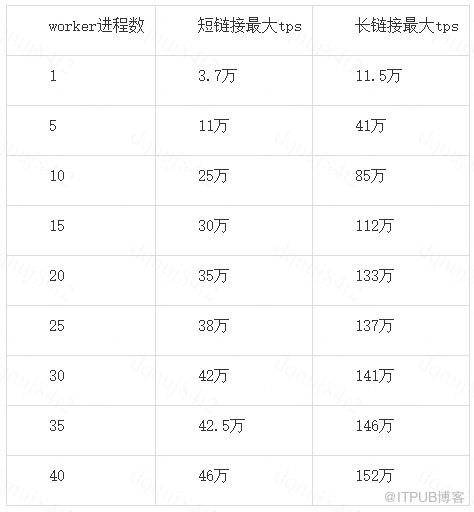 worker进程数 短链接最大tps 长链接最大tps
1 3.7万 11.5万
5 11万 41万
10 25万 85万
15 30万 112万
20 35万 133万
25 38万 137万
30 42万 141万
35 42.5万 146万
40 46万 152万
@ITPUB博客